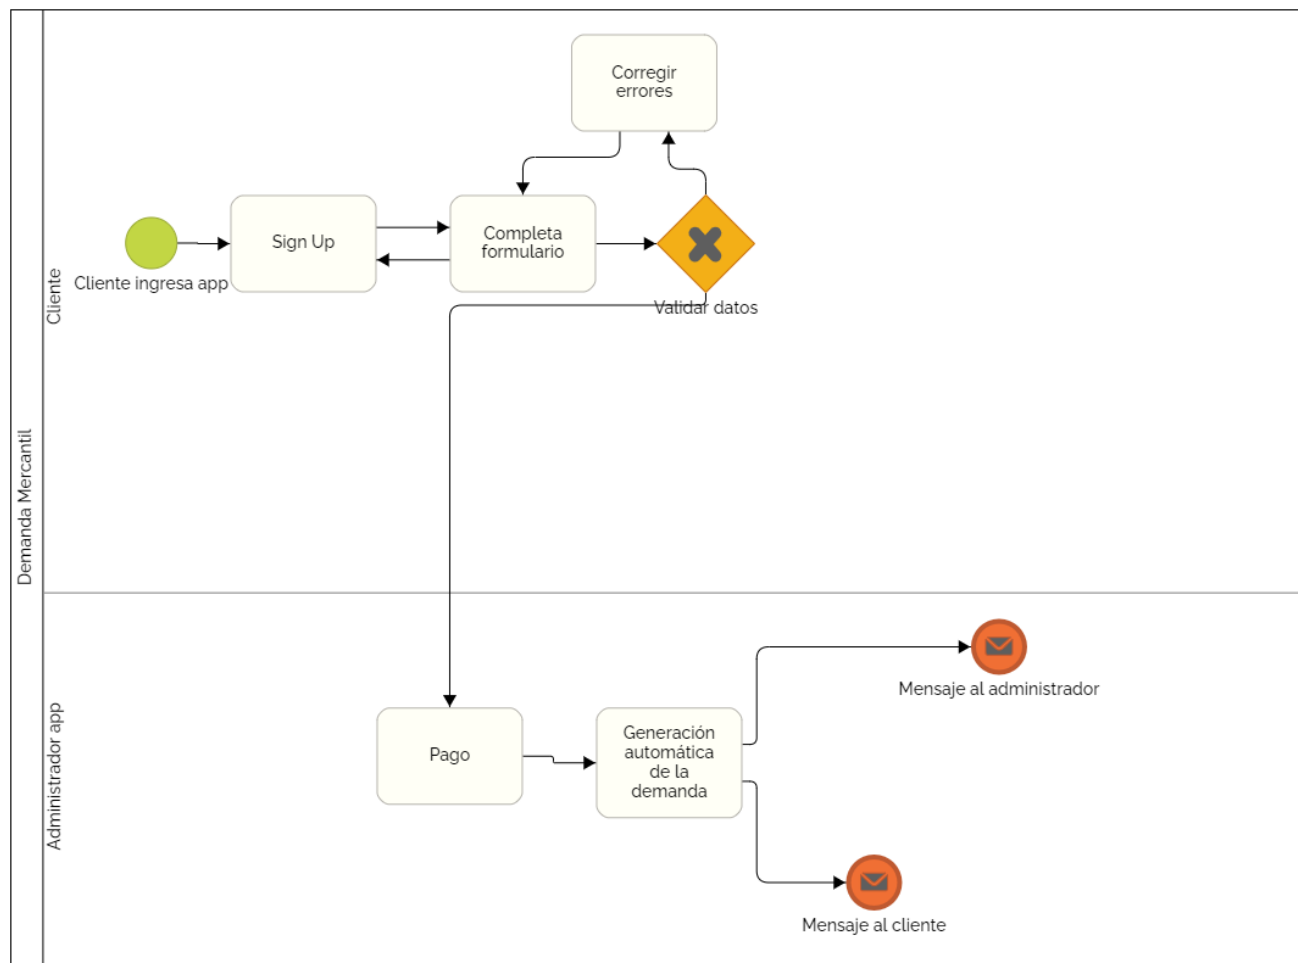 Demanda Mercantil
Cliente
Corregir
errores
Cliente ingresa app
Sign Up
Completa
formulario
Validar datos
Administrador app
Pago
Generación
automática
de la
demanda
Mensaje al administrador
Mensaje al cliente